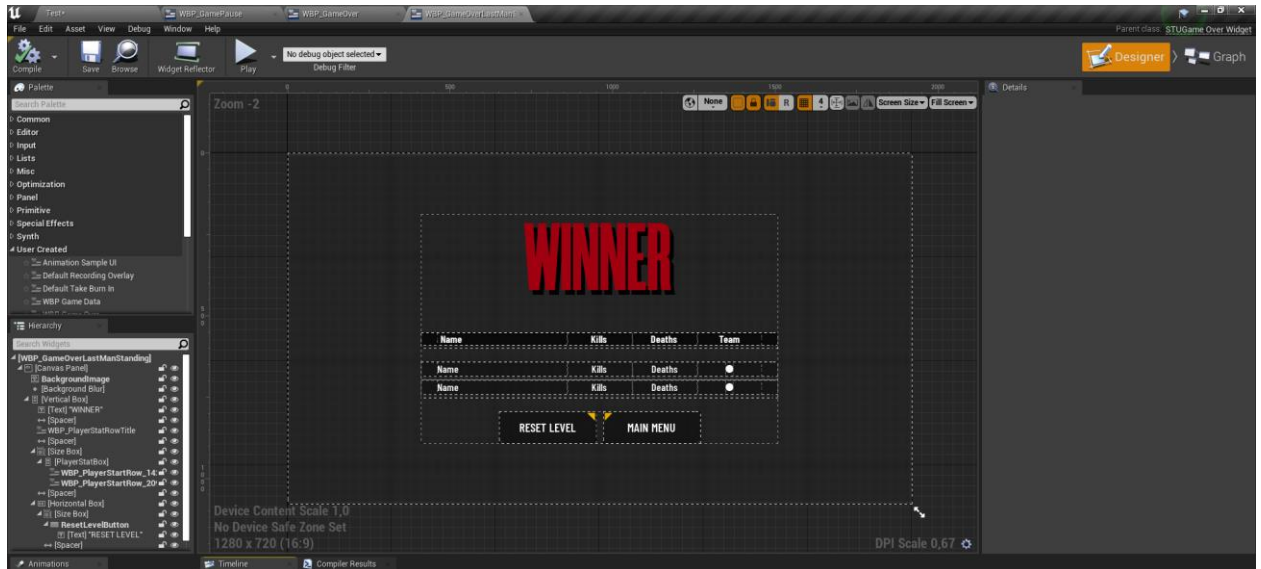 Test*
WBP_GamePause
WBP_GameOver
WBP_GameOverLastMan
File Edit Asset View Debug Window Help
Parent class: STUGame Over Widget
Compile
Save
Browse
Widget Reflector
Play
No debug object selected
Debug Filter
Designer
Graph
Palette
Search Palette
Common
Editor
Input
Lists
Misc
Optimization
Panel
Primitive
Special Effects
Synth
User Created
Animation Sample UI
Default Recording Overlay
Default Take Burn In
WBP Game Data
Hierarchy
Search Widgets
[WBP_GameOverLastManStanding]
[Canvas Panel]
BackgroundImage
[Background Blur]
[Vertical Box]
[Text] "WINNER"
[Spacer]
WBP_PlayerStatRowTitle
[Spacer]
[Size Box]
[PlayerStatBox]
WBP_PlayerStartRow_14
WBP_PlayerStartRow_20
[Spacer]
[Horizontal Box]
[Size Box]
ResetLevelButton
[Text] "RESET LEVEL"
[Spacer]
Animations
Zoom -2
0 500 1000 1500 2000
None
R
4
Screen Size
Fill Screen
WINNER
Name Kills Deaths Team
Name Kills Deaths
Name Kills Deaths
RESET LEVEL
MAIN MENU
Device Content Scale 1,0
No Device Safe Zone Set
1280 x 720 (16:9)
DPI Scale 0,67
Timeline
Compiler Results
Details